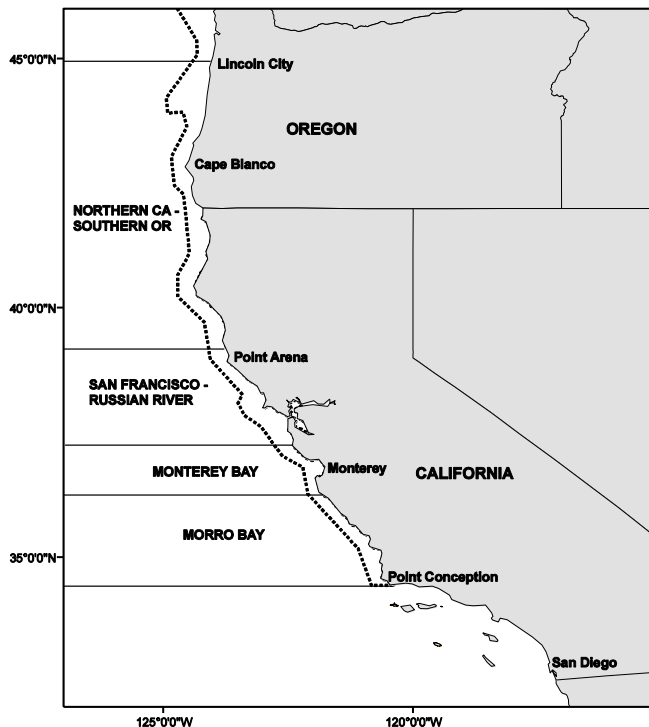 45°0'0"N
Lincoln City
OREGON
Cape Blanco
NORTHERN CA -
SOUTHERN OR
40°0'0"N
Point Arena
SAN FRANCISCO -
RUSSIAN RIVER
MONTEREY BAY
Monterey
CALIFORNIA
MORRO BAY
35°0'0"N
Point Conception
San Diego
125°0'0"W
120°0'0"W